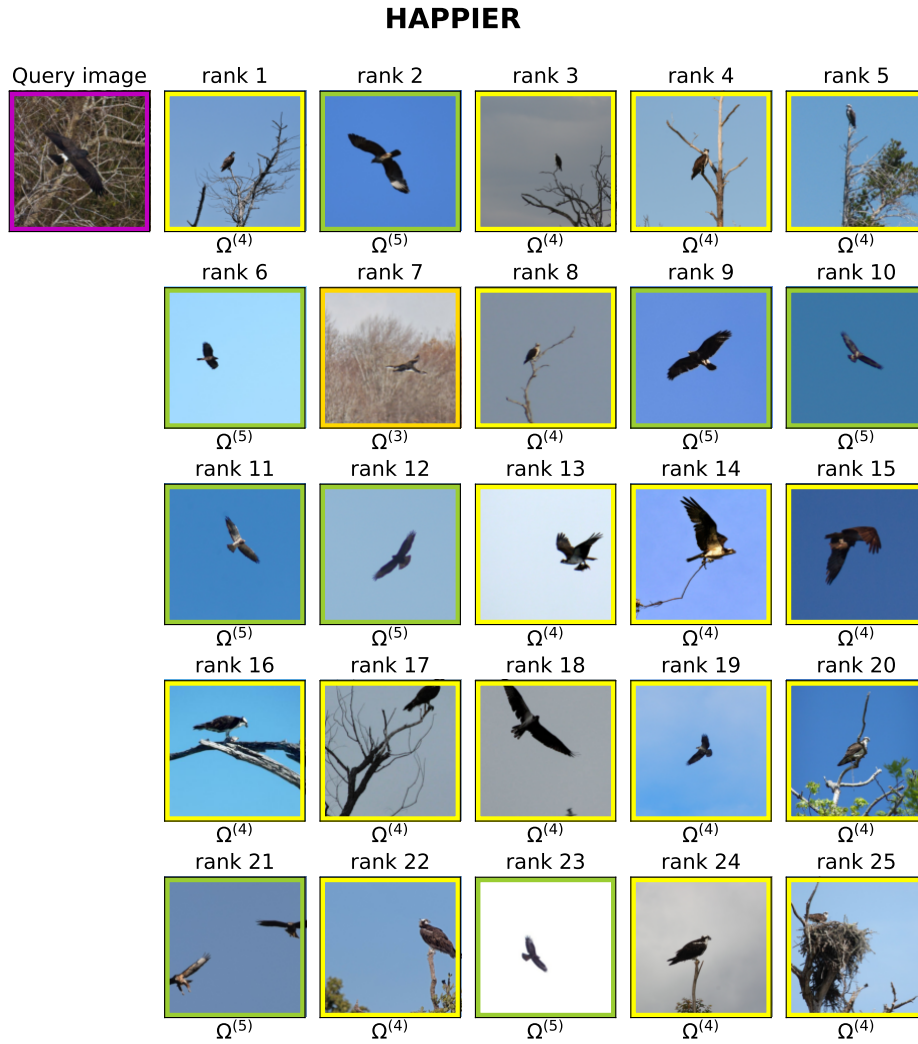 HAPPIER
Query image rank 1 rank 2 rank 3 rank 4 rank 5
Ω(4) Ω(5) Ω(4) Ω(4) Ω(4)
rank 6 rank 7 rank 8 rank 9 rank 10
Ω(5) Ω(3) Ω(4) Ω(5) Ω(5)
rank 11 rank 12 rank 13 rank 14 rank 15
Ω(5) Ω(5) Ω(4) Ω(4) Ω(4)
rank 16 rank 17 rank 18 rank 19 rank 20
Ω(4) Ω(4) Ω(4) Ω(4) Ω(4)
rank 21 rank 22 rank 23 rank 24 rank 25
Ω(5) Ω(4) Ω(5) Ω(4) Ω(4)